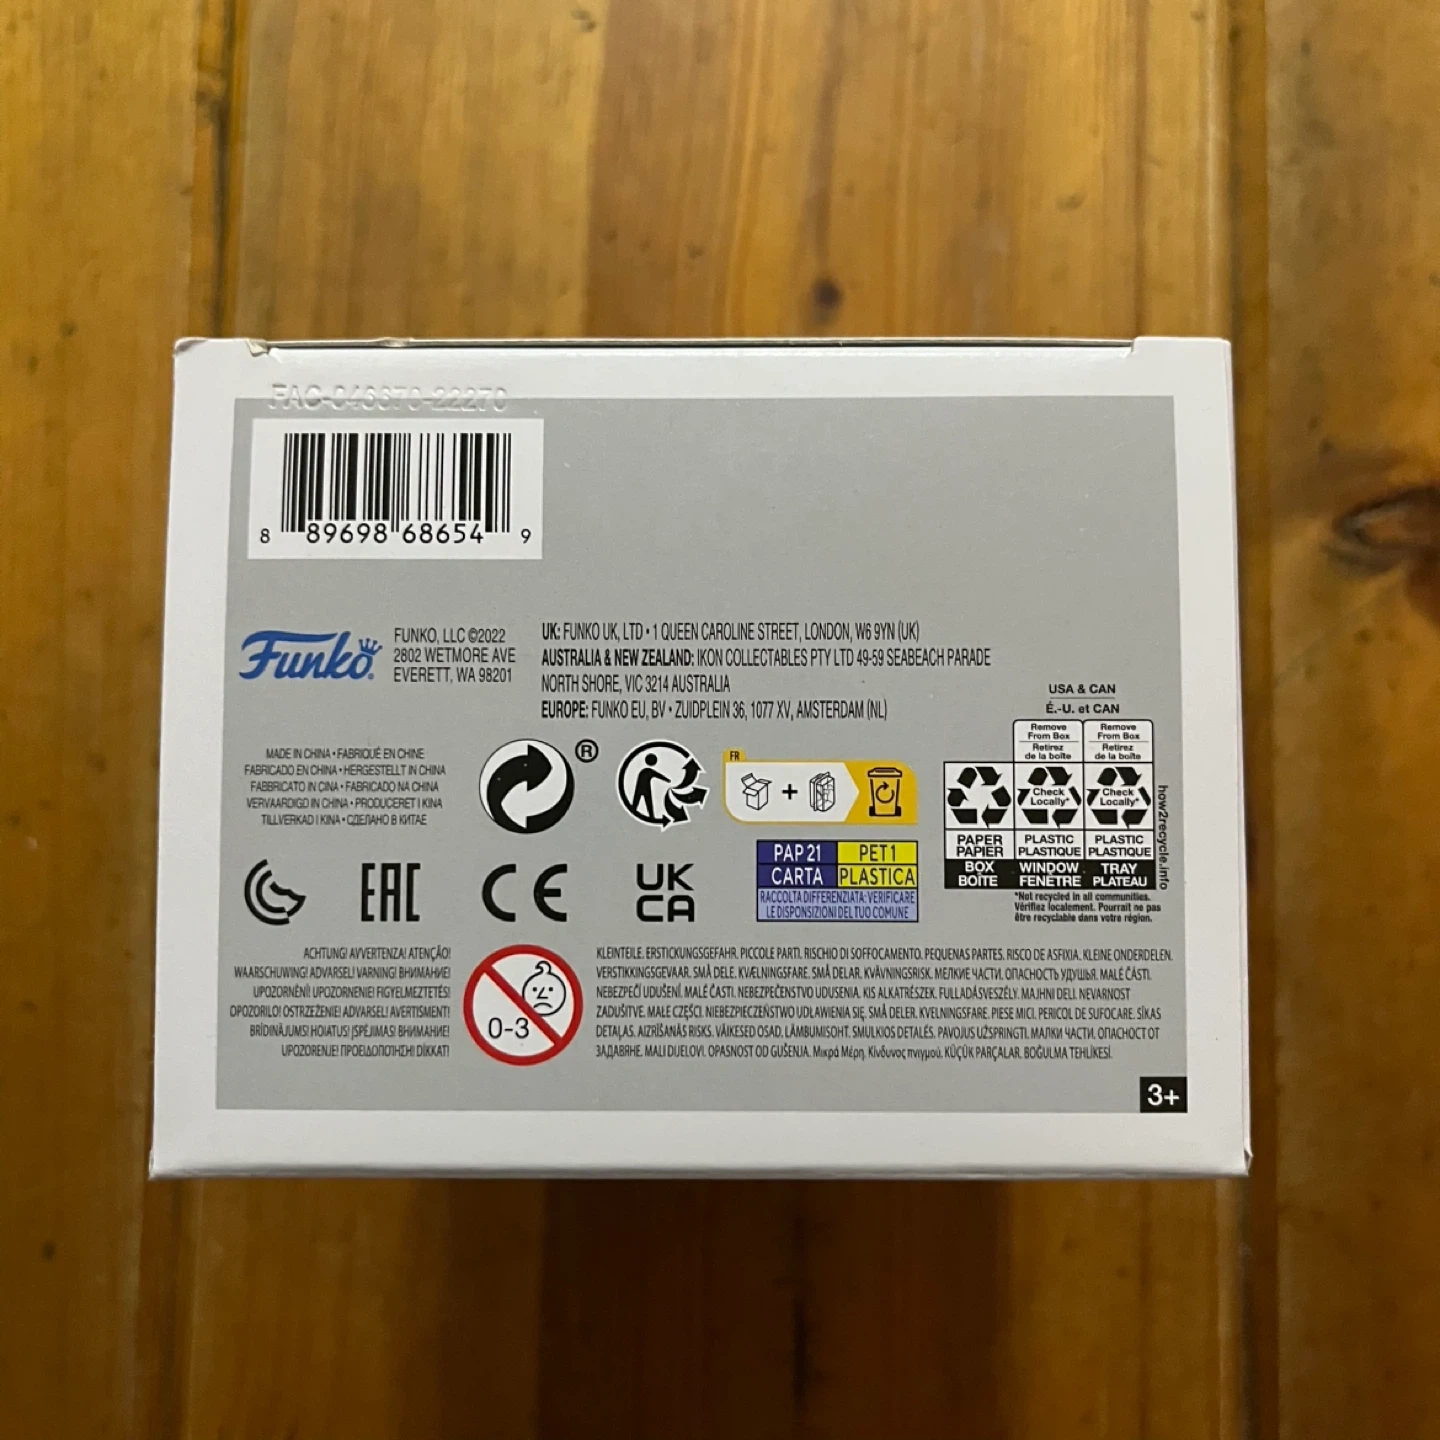 FAC-046670-22270
8 89698 68654 9
Funko®
FUNKO, LLC ©2022
2802 WETMORE AVE
EVERETT, WA 98201
UK: FUNKO UK, LTD • 1 QUEEN CAROLINE STREET, LONDON, W6 9YN (UK)
AUSTRALIA & NEW ZEALAND: IKON COLLECTABLES PTY LTD 49-59 SEABEACH PARADE
NORTH SHORE, VIC 3214 AUSTRALIA
EUROPE: FUNKO EU, BV • ZUIDPLEIN 36, 1077 XV, AMSTERDAM (NL)
MADE IN CHINA • FABRIQUÉ EN CHINE
FABRICADO EN CHINA • HERGESTELLT IN CHINA
FABBRICATO IN CINA • FABRICADO NA CHINA
VERVAARDIGD IN CHINA • PRODUCERET I KINA
TILLVERKAD I KINA • СДЕЛАНО В КИТАЕ
®
FR
+
USA & CAN
É.-U. et CAN
Remove
From Box
Retirez
de la boîte
Remove
From Box
Retirez
de la boîte
Check
Locally*
Check
Locally*
PAPER
PAPIER
PLASTIC
PLASTIQUE
PLASTIC
PLASTIQUE
BOX
BOÎTE
WINDOW
FENÊTRE
TRAY
PLATEAU
how2recycle.info
*Not recycled in all communities.
Vérifiez localement. Pourrait ne pas
être recyclable dans votre région.
EAC
CE
UK
CA
PAP 21
CARTA
PET 1
PLASTICA
RACCOLTA DIFFERENZIATA: VERIFICARE
LE DISPOSIZIONI DEL TUO COMUNE
ACHTUNG! AVVERTENZA! ATENÇÃO!
WAARSCHUWING! ADVARSEL! VARNING! ВНИМАНИЕ!
UPOZORNĚNÍ! UPOZORNENIE! FIGYELMEZTETÉS!
OPOZORILO! OSTRZEŻENIE! ADVARSEL! AVERTISMENT!
BRĪDINĀJUMS! HOIATUS! ĮSPĖJIMAS! ВНИМАНИЕ!
UPOZORENJE! ΠΡΟΕΙΔΟΠΟΙΗΣΗ! DİKKAT!
0-3
KLEINTEILE. ERSTICKUNGSGEFAHR. PICCOLE PARTI. RISCHIO DI SOFFOCAMENTO. PEQUENAS PARTES. RISCO DE ASFIXIA. KLEINE ONDERDELEN.
VERSTIKKINGSGEVAAR. SMÅ DELE. KVÆLNINGSFARE. SMÅ DELAR. KVÄVNINGSRISK. МЕЛКИЕ ЧАСТИ. ОПАСНОСТЬ УДУШЬЯ. MALÉ ČÁSTI.
NEBEZPEČÍ UDUŠENÍ. MALÉ ČASTI. NEBEZPEČENSTVO UDUSENIA. KIS ALKATRÉSZEK. FULLADÁSVESZÉLY. MAJHNI DELI. NEVARNOST
ZADUŠITVE. MAŁE CZĘŚCI. NIEBEZPIECZEŃSTWO UDŁAWIENIA SIĘ. SMÅ DELER. KVELNINGSFARE. PIESE MICI. PERICOL DE SUFOCARE. SĪKAS
DETAĻAS. AIZRĪŠANĀS RISKS. VÄIKESED OSAD. LÄMBUMISOHT. SMULKIOS DETALĖS. PAVOJUS UŽSPRINGTI. МАЛКИ ЧАСТИ. ОПАСНОСТ ОТ
ЗАДАВЯНЕ. MALI DIJELOVI. OPASNOST OD GUŠENJA. Μικρά Μέρη. Κίνδυνος πνιγμού. KÜÇÜK PARÇALAR. BOĞULMA TEHLİKESİ.
3+